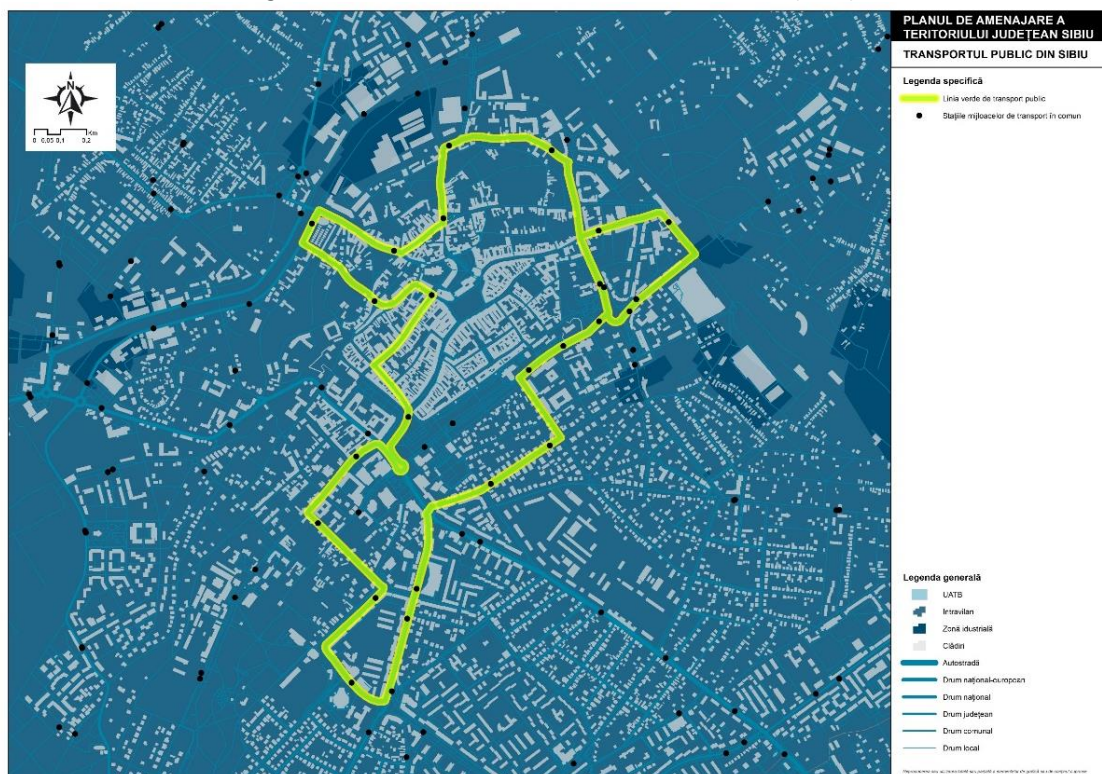 PLANUL DE AMENAJARE A
TERITORIULUI JUDEȚEAN SIBIU
TRANSPORTUL PUBLIC DIN SIBIU
Legenda specifică
Linia verde de transport public
Stațiile mijloacelor de transport în comun
N
Km
0 0,05 0,1 0,2
Legenda generală
UATB
Intravilan
Zonă idustrială
Clădiri
Autostradă
Drum național-european
Drum național
Drum județean
Drum comunal
Drum local